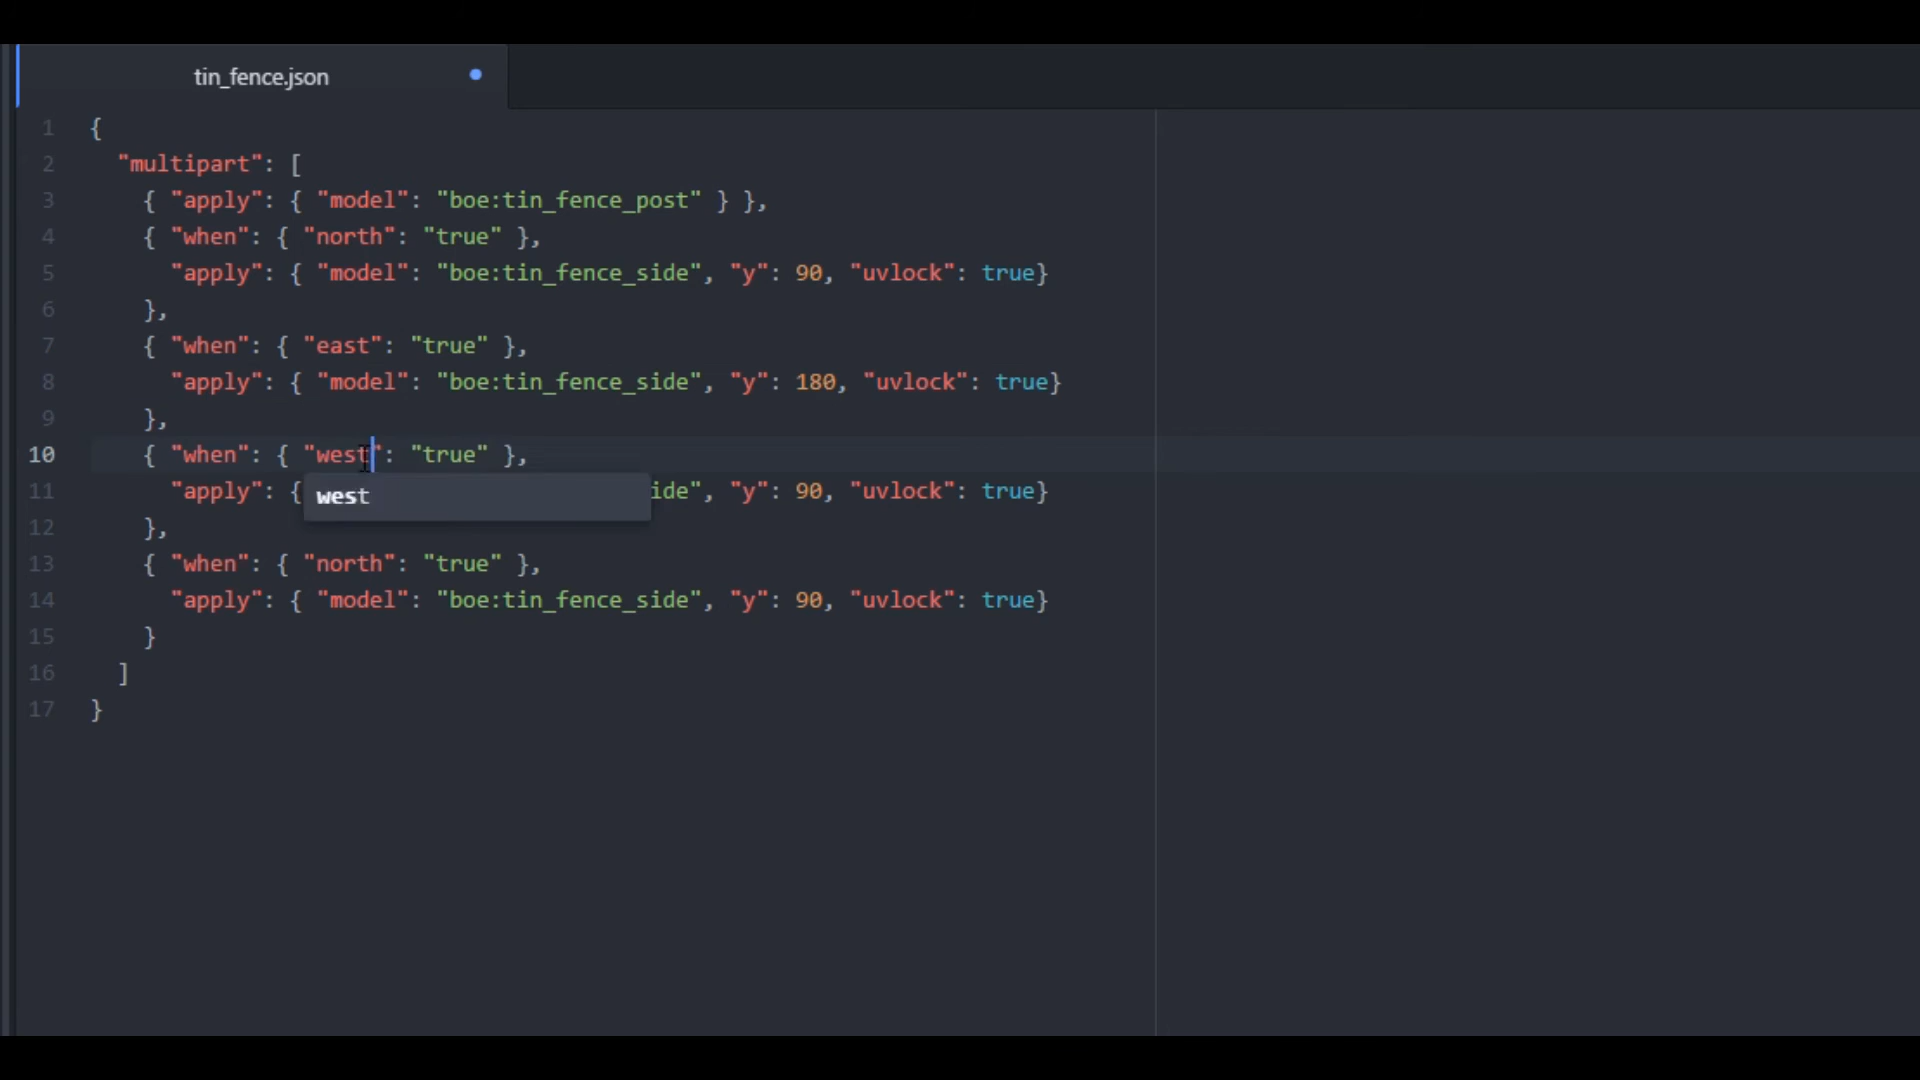 tin_fence.json
1 {
2 "multipart": [
3 { "apply": { "model": "boe:tin_fence_post" } },
4 { "when": { "north": "true" },
5 "apply": { "model": "boe:tin_fence_side", "y": 90, "uvlock": true}
6 },
7 { "when": { "east": "true" },
8 "apply": { "model": "boe:tin_fence_side", "y": 180, "uvlock": true}
9 },
10 { "when": { "west": "true" },
11 "apply": { west ide", "y": 90, "uvlock": true}
12 },
13 { "when": { "north": "true" },
14 "apply": { "model": "boe:tin_fence_side", "y": 90, "uvlock": true}
15 }
16 ]
17 }